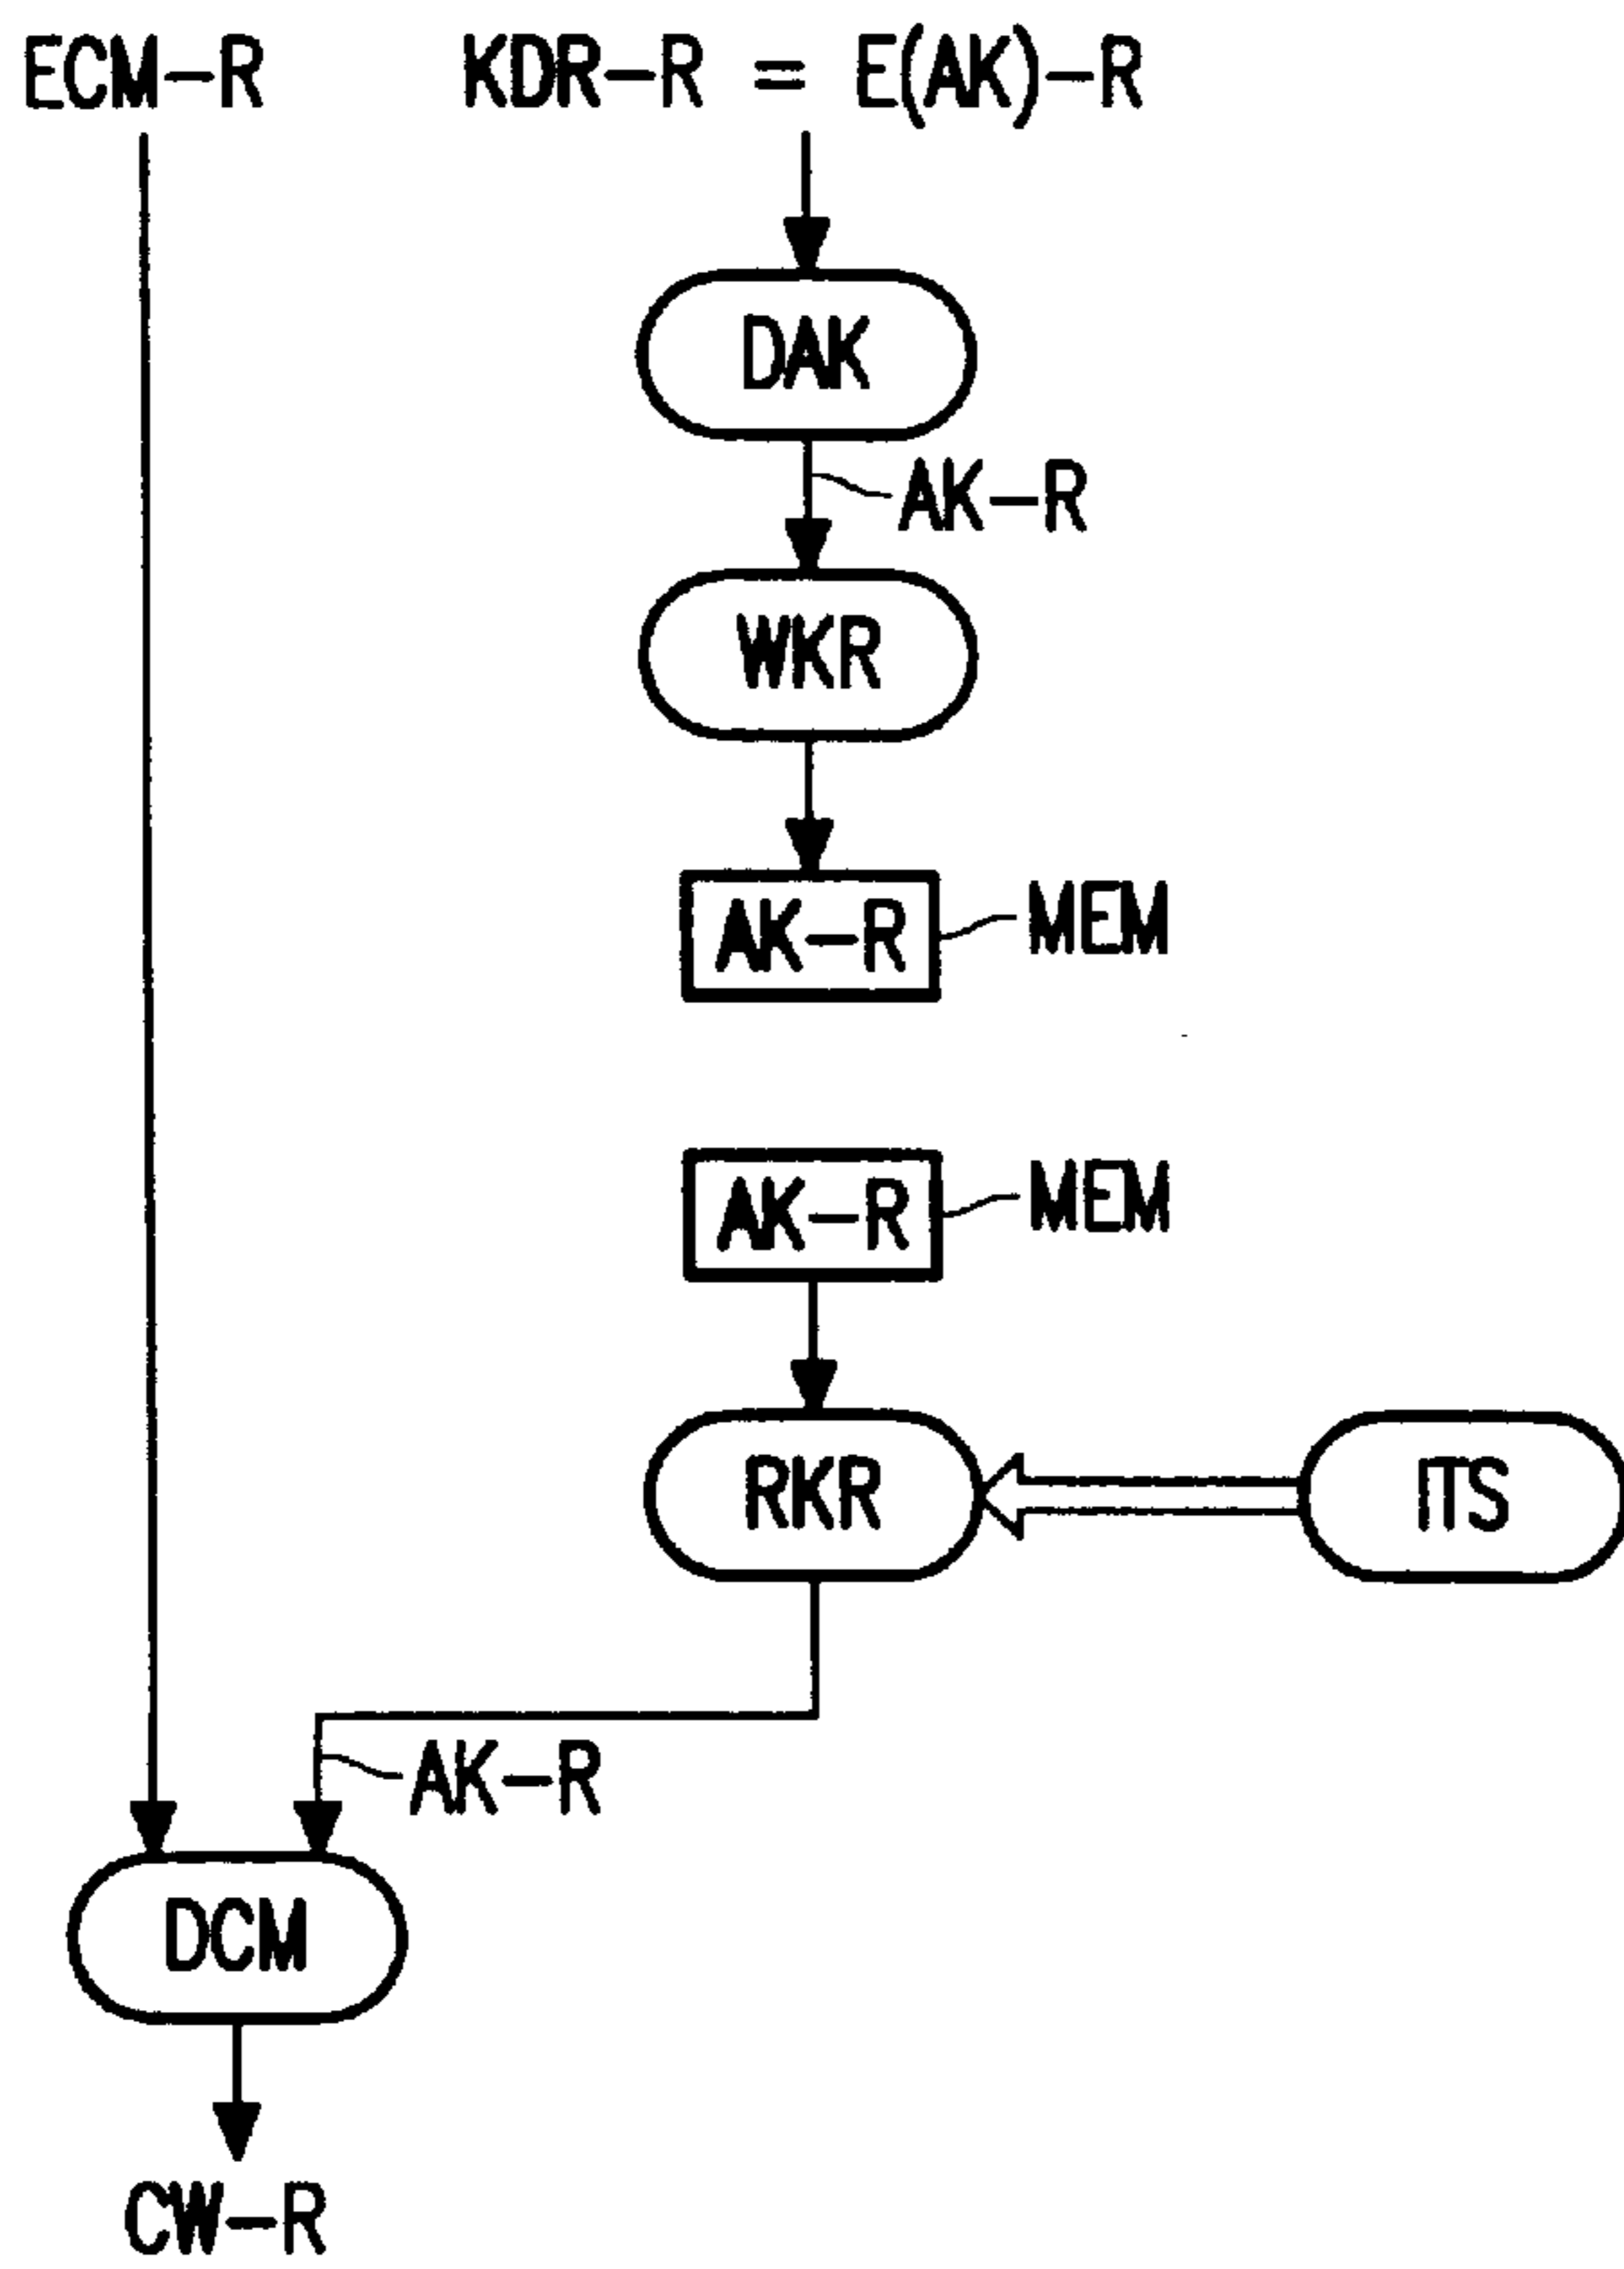 ECM-R
KDR-R = E(AK)-R
DAK
AK-R
WKR
AK-R
MEM
AK-R
MEM
RKR
ITS
AK-R
DCM
CW-R